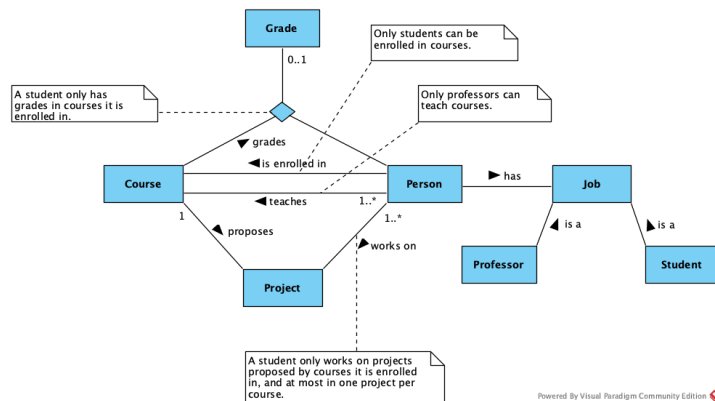 Grade
0..1
Only students can be
enrolled in courses.
A student only has
grades in courses it is
enrolled in.
Only professors can
teach courses.
grades
is enrolled in
Course
Person
has
Job
teaches
1..*
1
1..*
proposes
works on
is a
is a
Professor
Student
Project
A student only works on projects
proposed by courses it is enrolled
in, and at most in one project per
course.
Powered By Visual Paradigm Community Edition